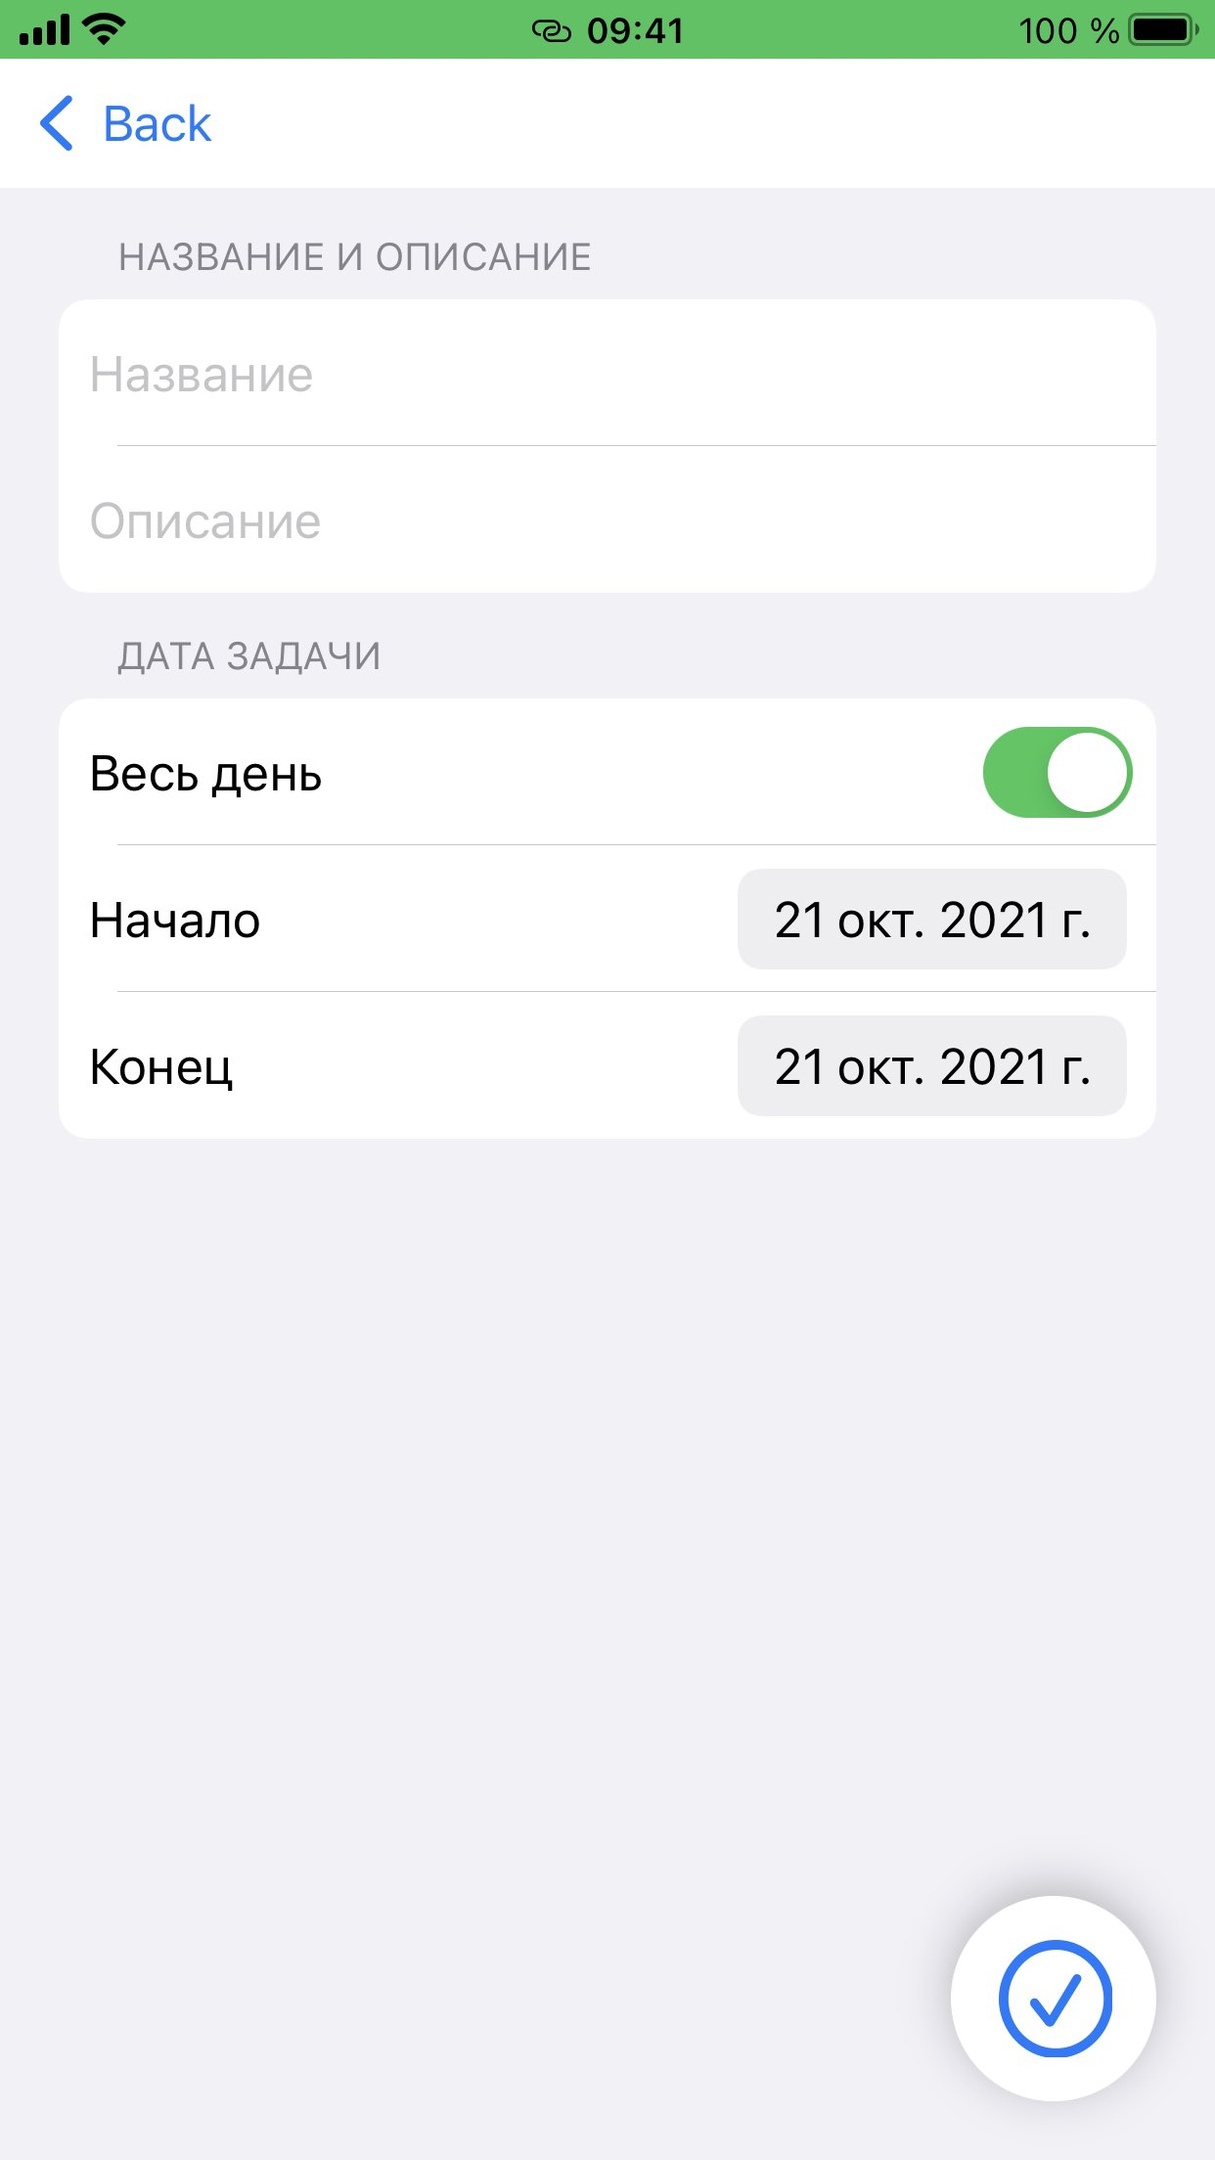 09:41
100 %
Back
НАЗВАНИЕ И ОПИСАНИЕ
Название
Описание
ДАТА ЗАДАЧИ
Весь день
Начало
21 окт. 2021 г.
Конец
21 окт. 2021 г.